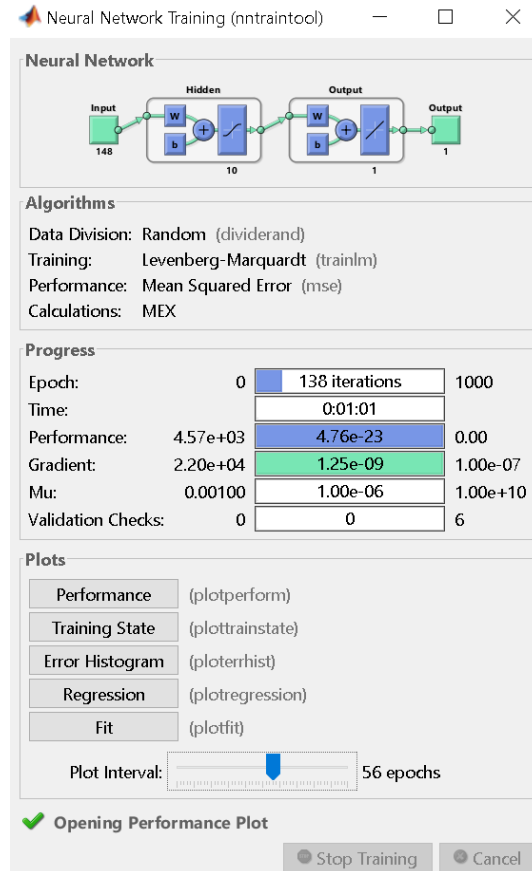 Neural Network Training (nntraintool)
Neural Network
Hidden Output
Input Output
W W
b b
148 10 1 1
Algorithms
Data Division: Random (dividerand)
Training: Levenberg-Marquardt (trainlm)
Performance: Mean Squared Error (mse)
Calculations: MEX
Progress
Epoch: 0 138 iterations 1000
Time: 0:01:01
Performance: 4.57e+03 4.76e-23 0.00
Gradient: 2.20e+04 1.25e-09 1.00e-07
Mu: 0.00100 1.00e-06 1.00e+10
Validation Checks: 0 0 6
Plots
Performance (plotperform)
Training State (plottrainstate)
Error Histogram (ploterrhist)
Regression (plotregression)
Fit (plotfit)
Plot Interval: 56 epochs
Opening Performance Plot
Stop Training Cancel